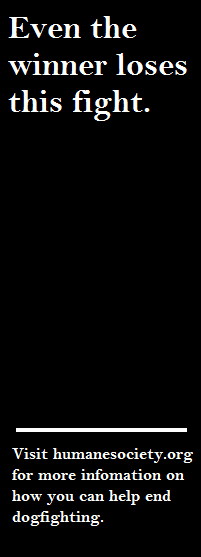 Even the
winner loses
this fight.
Visit humanesociety.org
for more infomation on
how you can help end
dogfighting.